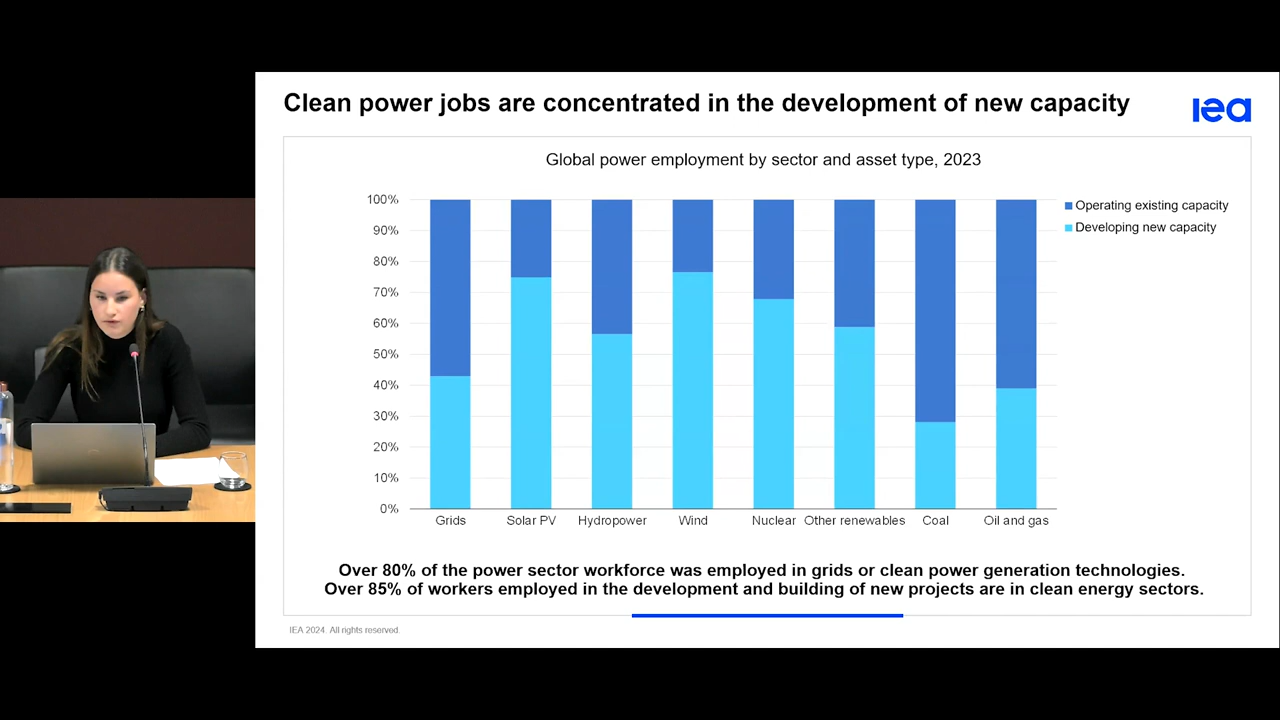 Clean power jobs are concentrated in the development of new capacity
iea
Global power employment by sector and asset type, 2023
100%
90%
80%
70%
60%
50%
40%
30%
20%
10%
0%
Operating existing capacity
Developing new capacity
Grids Solar PV Hydropower Wind Nuclear Other renewables Coal Oil and gas
Over 80% of the power sector workforce was employed in grids or clean power generation technologies.
Over 85% of workers employed in the development and building of new projects are in clean energy sectors.
IEA 2024. All rights reserved.